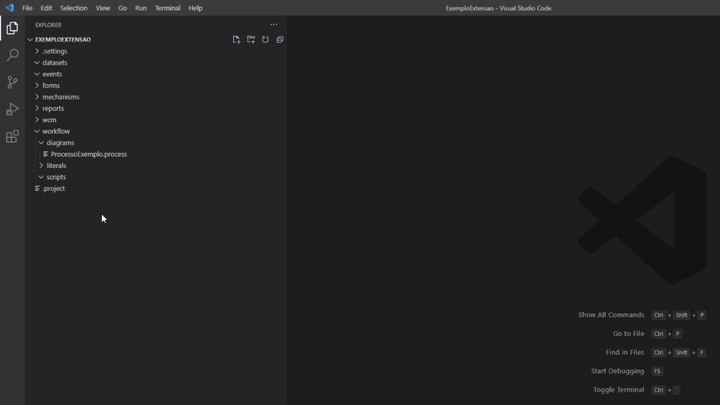 File Edit Selection View Go Run Terminal Help
ExemploExtensao - Visual Studio Code
EXPLORER
EXEMPLOEXTENSAO
.settings
datasets
events
forms
mechanisms
reports
wcm
workflow
diagrams
ProcessoExemplo.process
literals
scripts
.project
Show All Commands Ctrl + Shift + P
Go to File Ctrl + P
Find in Files Ctrl + Shift + F
Start Debugging F5
Toggle Terminal Ctrl + '